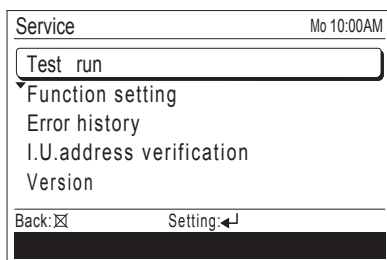 Service Mo 10:00AM
Test run
Function setting
Error history
I.U.address verification
Version
Back: Setting: